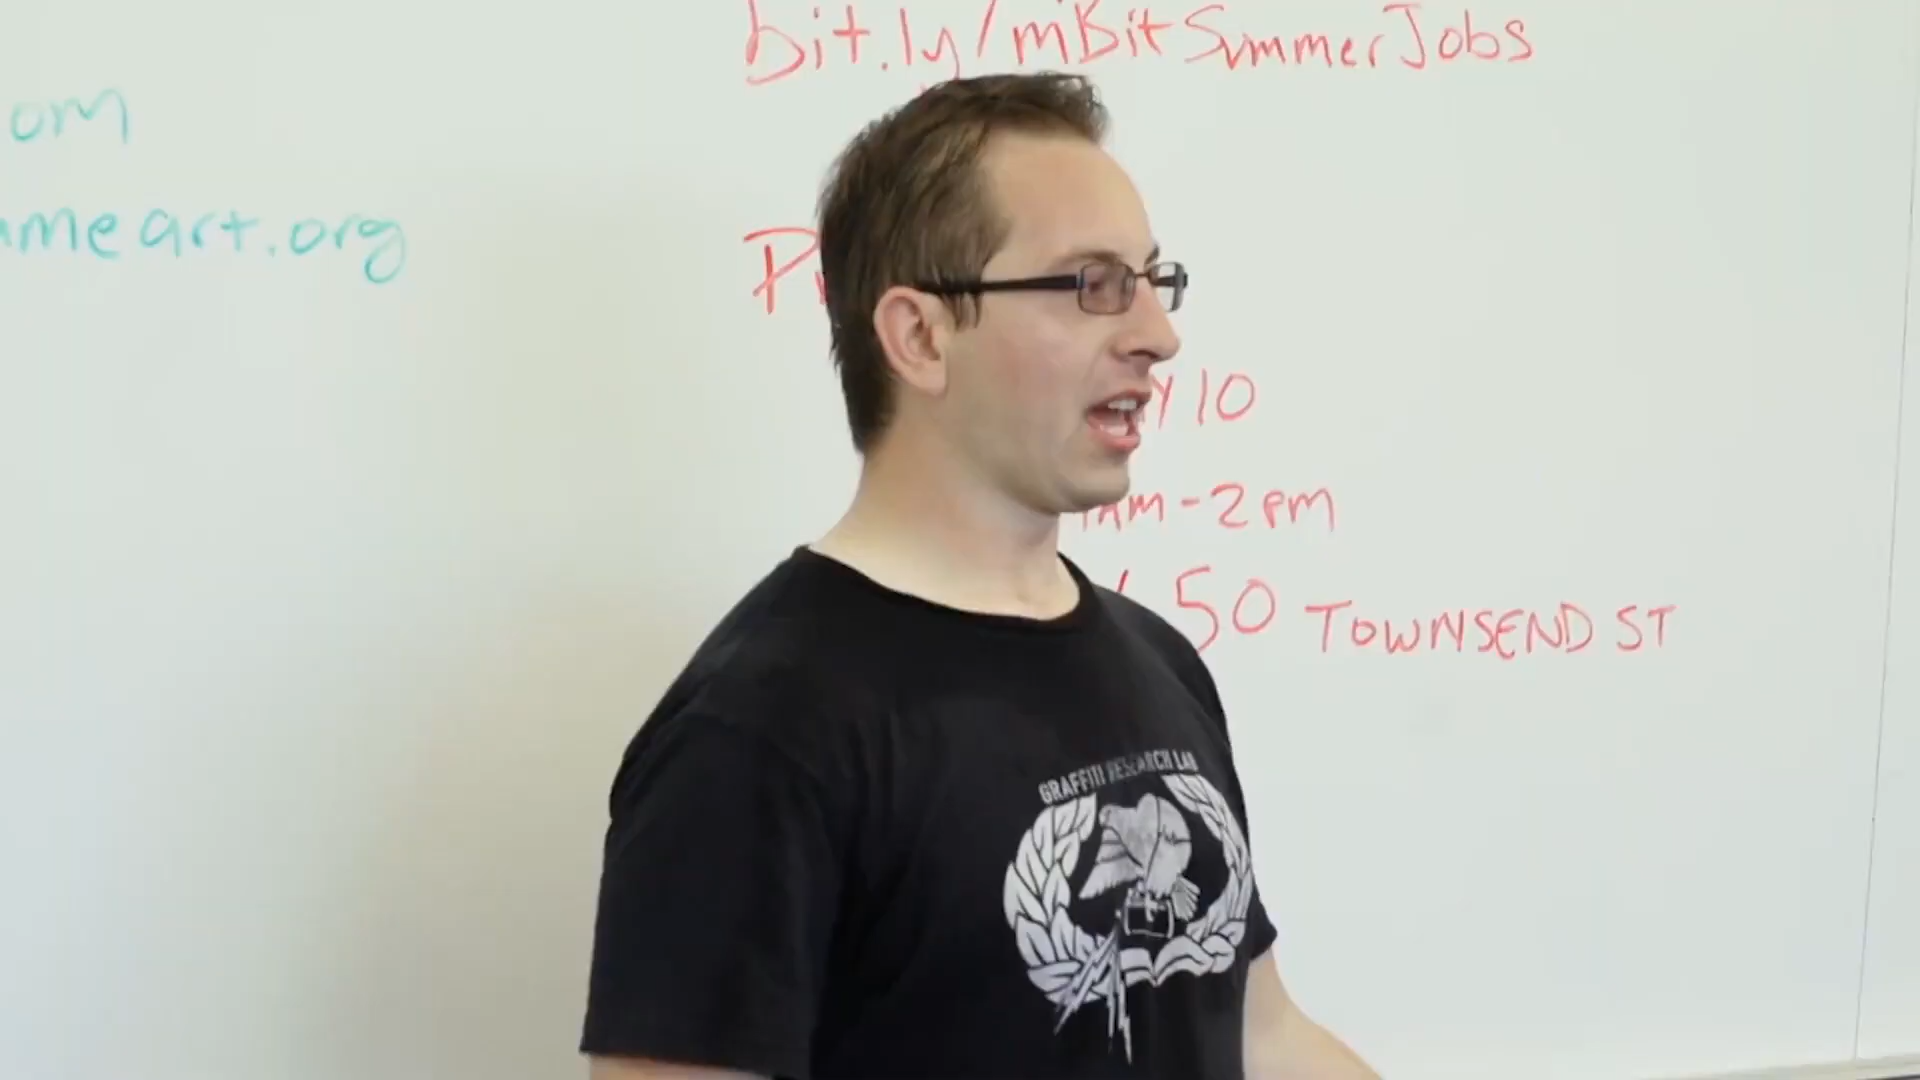 bit.ly/mBitSummerJobs
om
ameart.org
Y 10
AM-2PM
50 TOWNSEND ST
GRAFFITI RESEARCH LAB